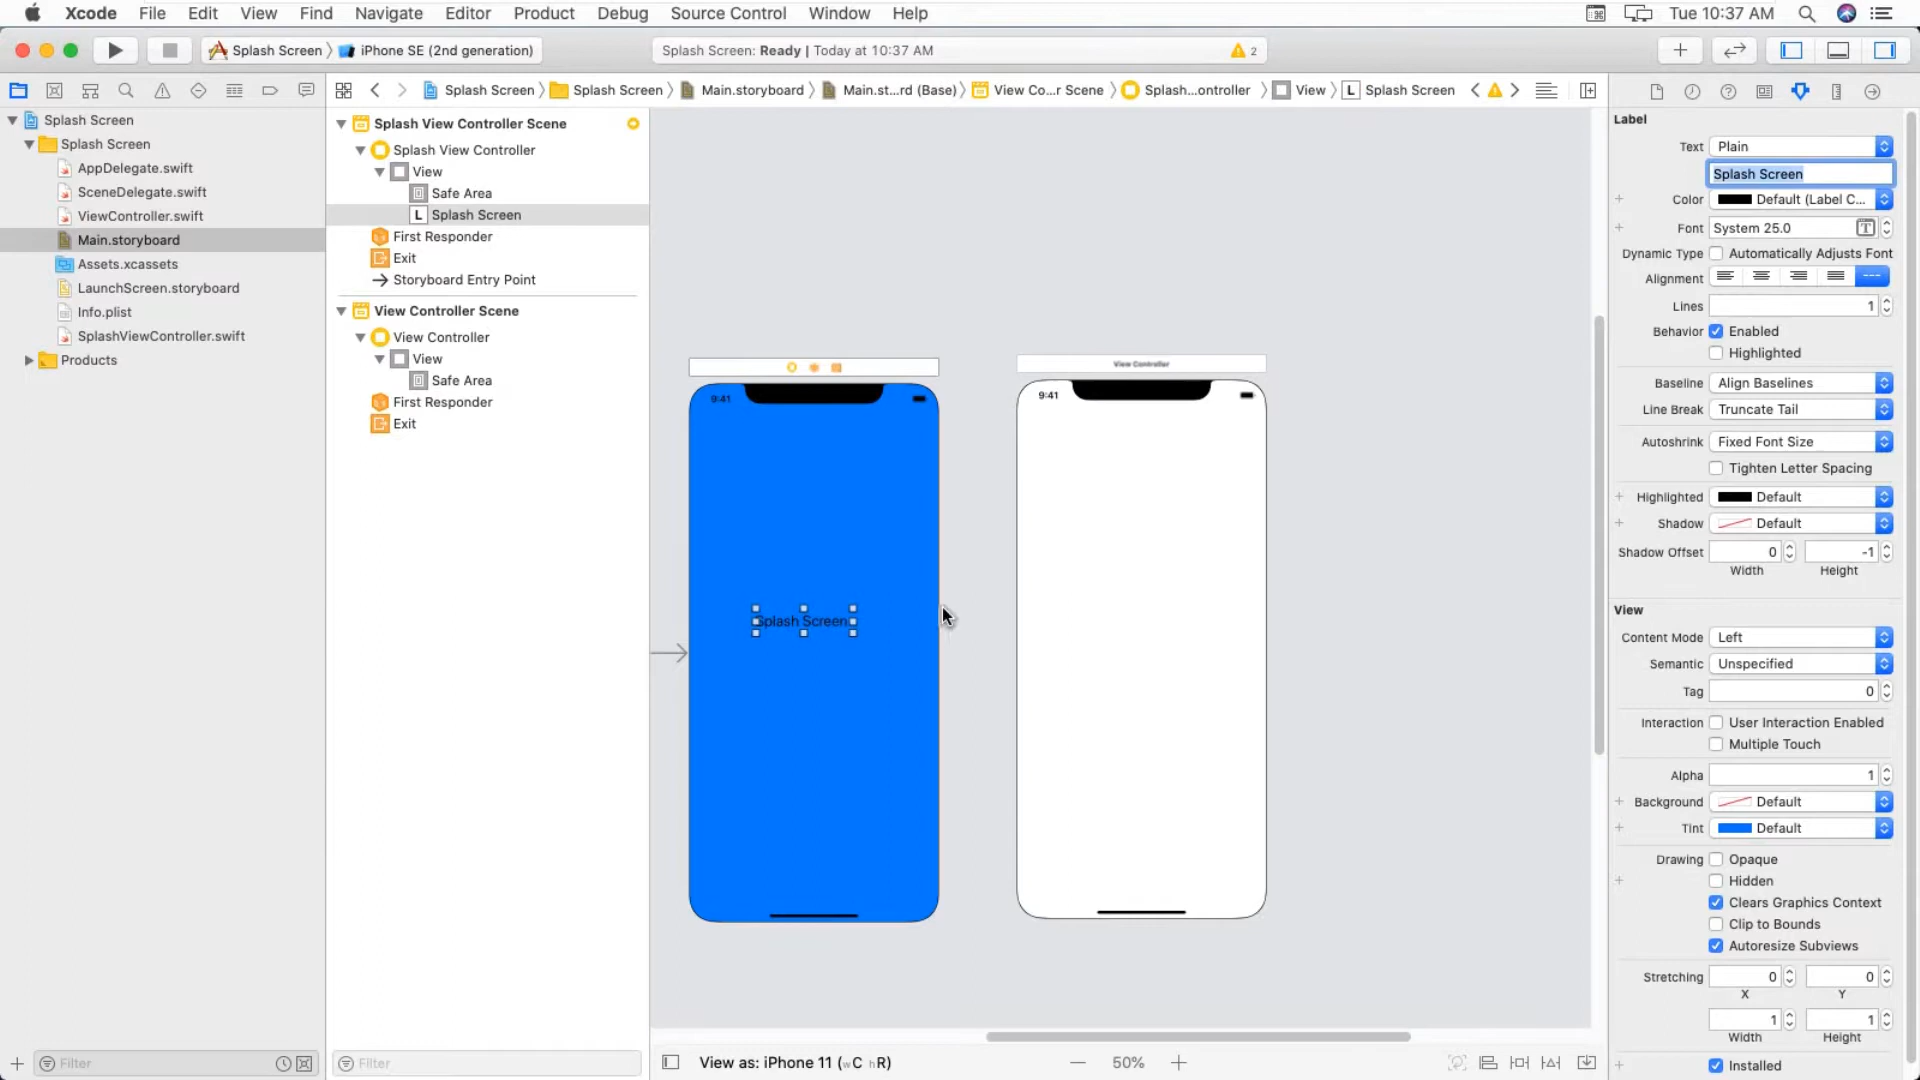 Xcode File Edit View Find Navigate Editor Product Debug Source Control Window Help Tue 10:37 AM
Splash Screen iPhone SE (2nd generation) Splash Screen: Ready | Today at 10:37 AM 2
Splash Screen Splash Screen Main.storyboard Main.st...rd (Base) View Co...r Scene Splash...ontroller View L Splash Screen
Splash Screen
Splash Screen
AppDelegate.swift
SceneDelegate.swift
ViewController.swift
Main.storyboard
Assets.xcassets
LaunchScreen.storyboard
Info.plist
SplashViewController.swift
Products
Filter
Splash View Controller Scene
Splash View Controller
View
Safe Area
L Splash Screen
First Responder
Exit
Storyboard Entry Point
View Controller Scene
View Controller
View
Safe Area
First Responder
Exit
Filter
9:41
Splash Screen
View Controller
9:41
View as: iPhone 11 (wC hR)
50%
Label
Text Plain
Splash Screen
Color Default (Label C...
Font System 25.0 T
Dynamic Type Automatically Adjusts Font
Alignment
Lines 1
Behavior Enabled
Highlighted
Baseline Align Baselines
Line Break Truncate Tail
Autoshrink Fixed Font Size
Tighten Letter Spacing
Highlighted Default
Shadow Default
Shadow Offset 0 -1
Width Height
View
Content Mode Left
Semantic Unspecified
Tag 0
Interaction User Interaction Enabled
Multiple Touch
Alpha 1
Background Default
Tint Default
Drawing Opaque
Hidden
Clears Graphics Context
Clip to Bounds
Autoresize Subviews
Stretching 0 0
X Y
1 1
Width Height
Installed